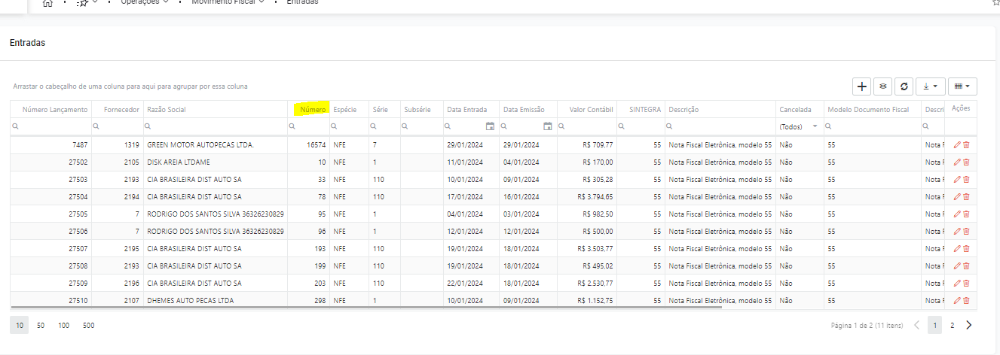 Operações Movimento Fiscal Entradas
Entradas
Arrastar o cabeçalho de uma coluna para aqui para agrupar por essa coluna
Número Lançamento Fornecedor Razão Social Número Espécie Série Subsérie Data Entrada Data Emissão Valor Contábil SINTEGRA Descrição Cancelada Modelo Documento Fiscal Descri Ações
(Todos)
7487 1319 GREEN MOTOR AUTOPECAS LTDA. 16574 NFE 7 29/01/2024 29/01/2024 R$ 709,77 55 Nota Fiscal Eletrônica, modelo 55 Não 55 Nota F
27502 2105 DISK AREIA LTDAME 10 NFE 1 11/01/2024 04/01/2024 R$ 170,00 55 Nota Fiscal Eletrônica, modelo 55 Não 55 Nota F
27503 2193 CIA BRASILEIRA DIST AUTO SA 33 NFE 110 10/01/2024 09/01/2024 R$ 305,28 55 Nota Fiscal Eletrônica, modelo 55 Não 55 Nota F
27504 2194 CIA BRASILEIRA DIST AUTO SA 78 NFE 110 17/01/2024 16/01/2024 R$ 3.794,65 55 Nota Fiscal Eletrônica, modelo 55 Não 55 Nota F
27505 7 RODRIGO DOS SANTOS SILVA 36326230829 95 NFE 1 04/01/2024 03/01/2024 R$ 982,50 55 Nota Fiscal Eletrônica, modelo 55 Não 55 Nota F
27506 7 RODRIGO DOS SANTOS SILVA 36326230829 96 NFE 1 12/01/2024 12/01/2024 R$ 500,00 55 Nota Fiscal Eletrônica, modelo 55 Não 55 Nota F
27507 2195 CIA BRASILEIRA DIST AUTO SA 193 NFE 110 19/01/2024 18/01/2024 R$ 3.503,77 55 Nota Fiscal Eletrônica, modelo 55 Não 55 Nota F
27508 2193 CIA BRASILEIRA DIST AUTO SA 199 NFE 110 19/01/2024 18/01/2024 R$ 495,02 55 Nota Fiscal Eletrônica, modelo 55 Não 55 Nota F
27509 2196 CIA BRASILEIRA DIST AUTO SA 203 NFE 110 22/01/2024 18/01/2024 R$ 2.530,77 55 Nota Fiscal Eletrônica, modelo 55 Não 55 Nota F
27510 2107 DHEMES AUTO PECAS LTDA 298 NFE 1 10/01/2024 09/01/2024 R$ 1.152,75 55 Nota Fiscal Eletrônica, modelo 55 Não 55 Nota F
10 50 100 500 Página 1 de 2 (11 itens) 1 2